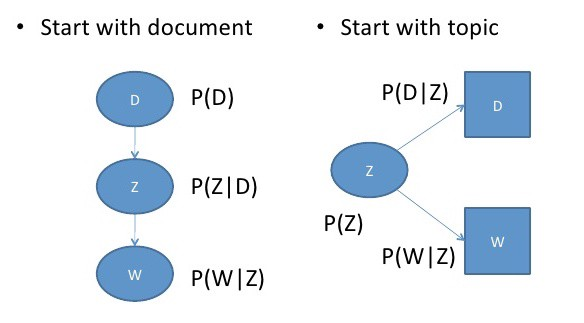 • Start with document
D
P(D)
Z
P(Z|D)
W
P(W|Z)
• Start with topic
P(D|Z)
D
Z
P(Z)
P(W|Z)
W